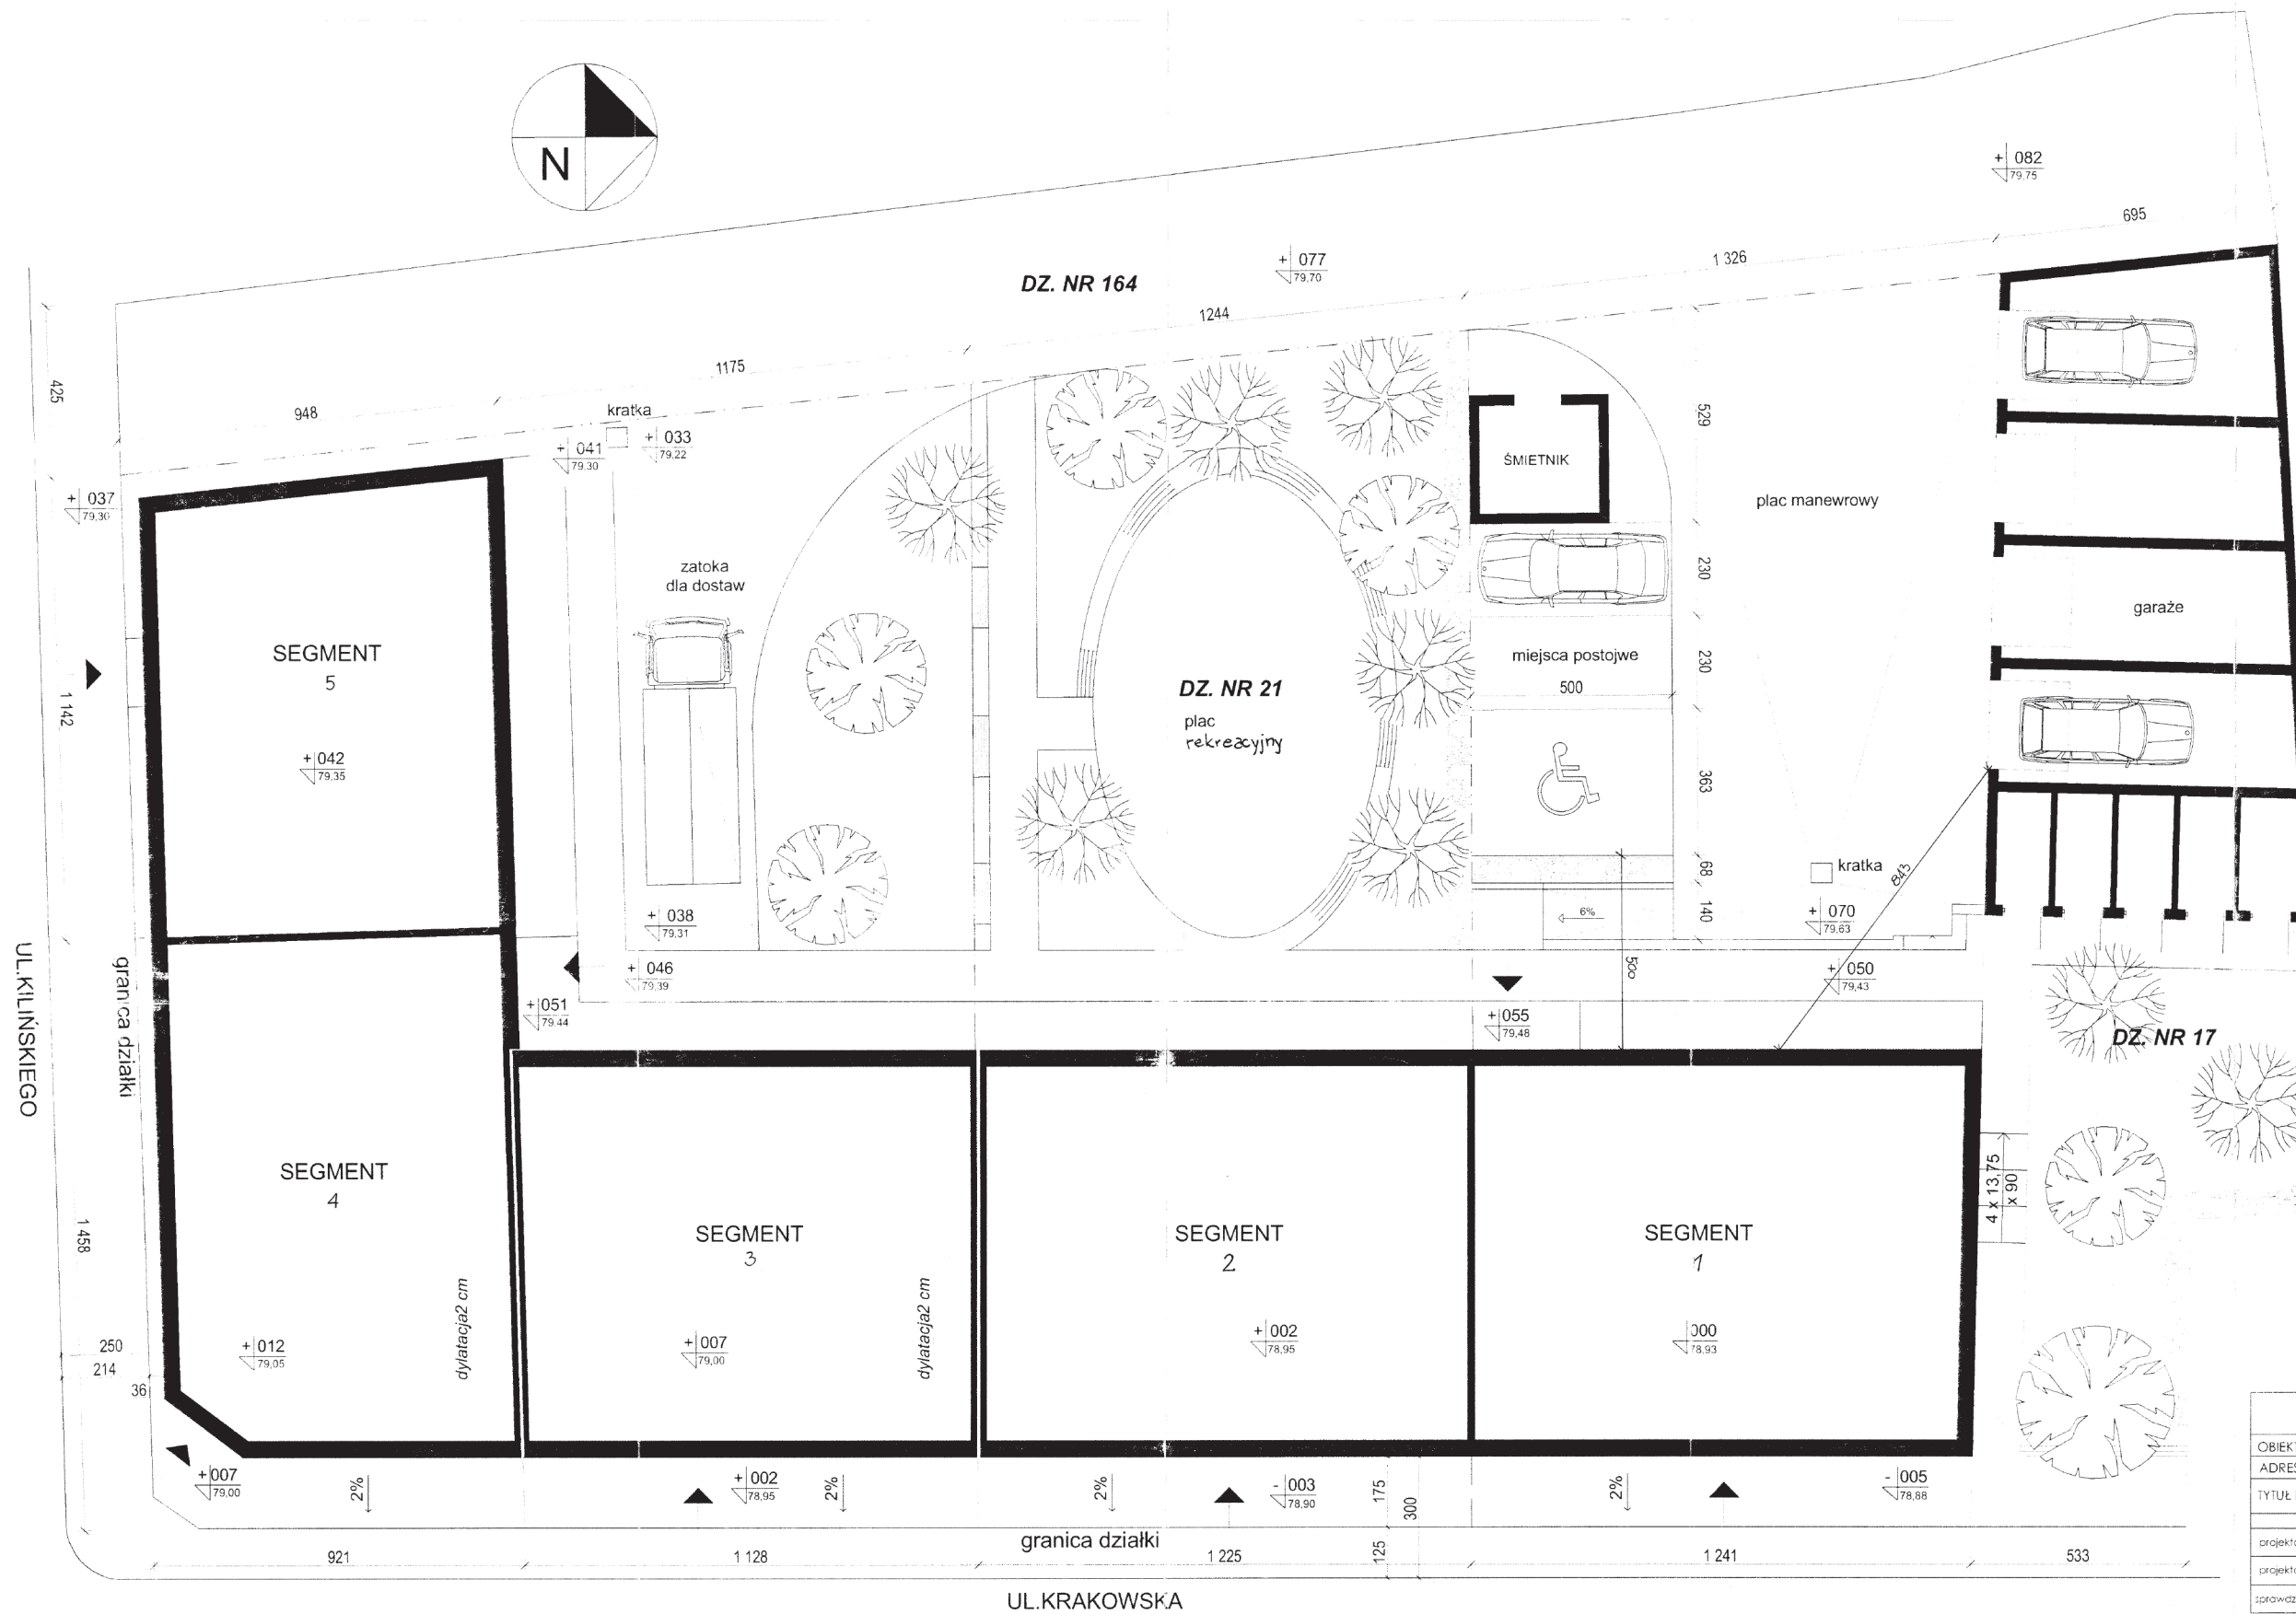 N
+ 082
79,75
695
1 326
+ 077
79,70
DZ. NR 164
1244
1175
948
425
kratka
+ 041
79,30
+ 033
79,22
+ 037
79,30
529
ŚMIETNIK
plac manewrowy
zatoka
dla dostaw
230
garaże
SEGMENT
5
miejsca postojwe
230
500
DZ. NR 21
plac
rekreacyjny
1 142
+ 042
79,35
363
kratka
843
68
140
6%
+ 070
79,63
+ 038
79,31
+ 046
79,39
500
+ 050
79,43
UL.KILIŃSKIEGO
granica działki
+ 051
79,44
+ 055
79,48
DZ. NR 17
4 x 13,75
x 90
SEGMENT
4
SEGMENT
3
SEGMENT
2
SEGMENT
1
1 458
dylatacja2 cm
dylatacja2 cm
250
214
36
+ 012
79,05
+ 007
79,00
+ 002
78,95
000
78,93
+ 007
79,00
2%
+ 002
78,95
2%
2%
- 003
78,90
175
300
125
2%
- 005
78,88
granica działki
921
1 128
1 225
1 241
533
UL.KRAKOWSKA
OBIEK
ADRES
TYTUŁ
projekto
projekto
sprawdz